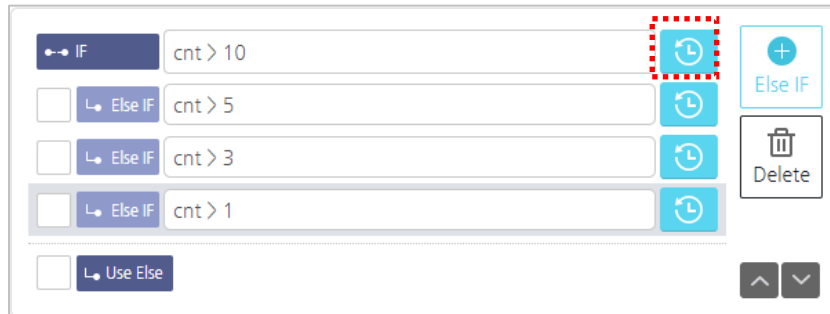 IF cnt > 10
Else IF
Else IF cnt > 5
Else IF cnt > 3
Delete
Else IF cnt > 1
Use Else